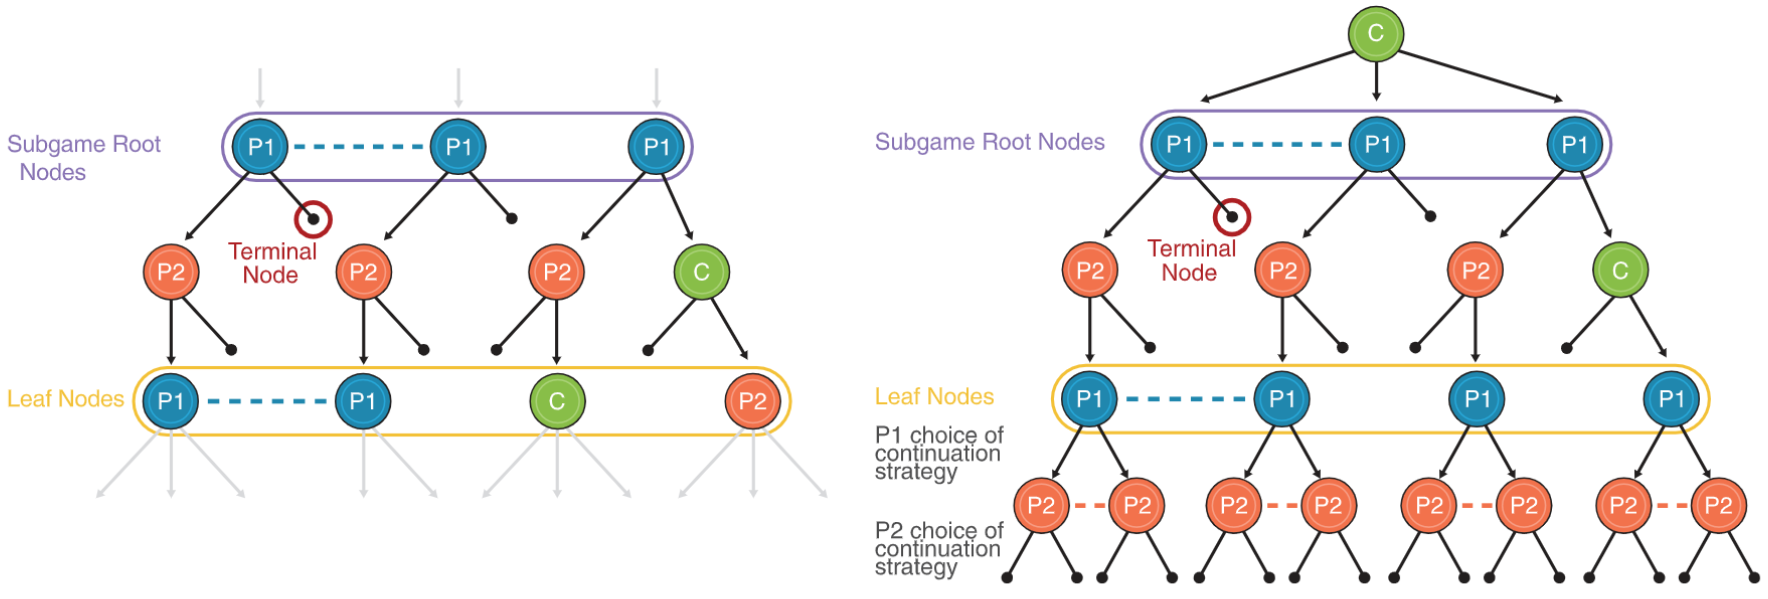 Subgame Root
Nodes
P1
P1
P1
Terminal
Node
P2
P2
P2
C
Leaf Nodes
P1
P1
C
P2
C
Subgame Root Nodes
P1
P1
P1
Terminal
Node
P2
P2
P2
C
Leaf Nodes
P1
P1
P1
P1
P1 choice of
continuation
strategy
P2
P2
P2
P2
P2
P2
P2
P2
P2 choice of
continuation
strategy